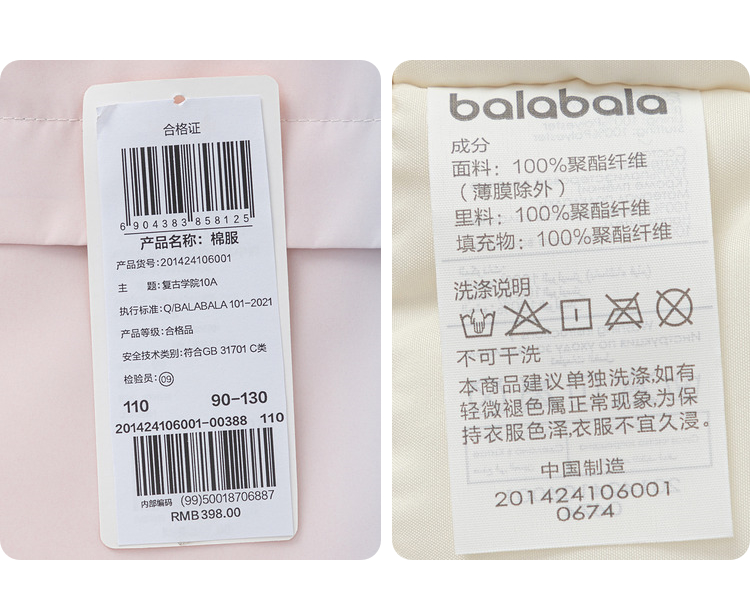 合格证
6 904383 858125
产品名称: 棉服
产品货号:201424106001
主 题:复古学院10A
执行标准:Q/BALABALA 101-2021
产品等级:合格品
安全技术类别:符合GB 31701 C类
检验员:09
110 90-130
201424106001-00388 110
内部编码 (99)50018706887
RMB398.00
balabala
成分
面料: 100%聚酯纤维
(薄膜除外)
里料: 100%聚酯纤维
填充物: 100%聚酯纤维
洗涤说明
不可干洗
本商品建议单独洗涤,如有
轻微褪色属正常现象,为保
持衣服色泽,衣服不宜久浸。
中国制造
201424106001
0674